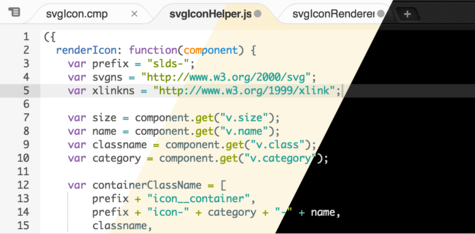 svgIcon.cmp svgIconHelper.js svgIconRenderer +
1 ({
2 renderIcon: function(component) {
3 var prefix = "slds-";
4 var svgns = "http://www.w3.org/2000/svg";
5 var xlinkns = "http://www.w3.org/1999/xlink";
6
7 var size = component.get("v.size");
8 var name = component.get("v.name");
9 var classname = component.get("v.class");
10 var category = component.get("v.category");
11
12 var containerClassName = [
13 prefix + "icon__container",
14 prefix + "icon-" + category + "-" + name,
15 classname,